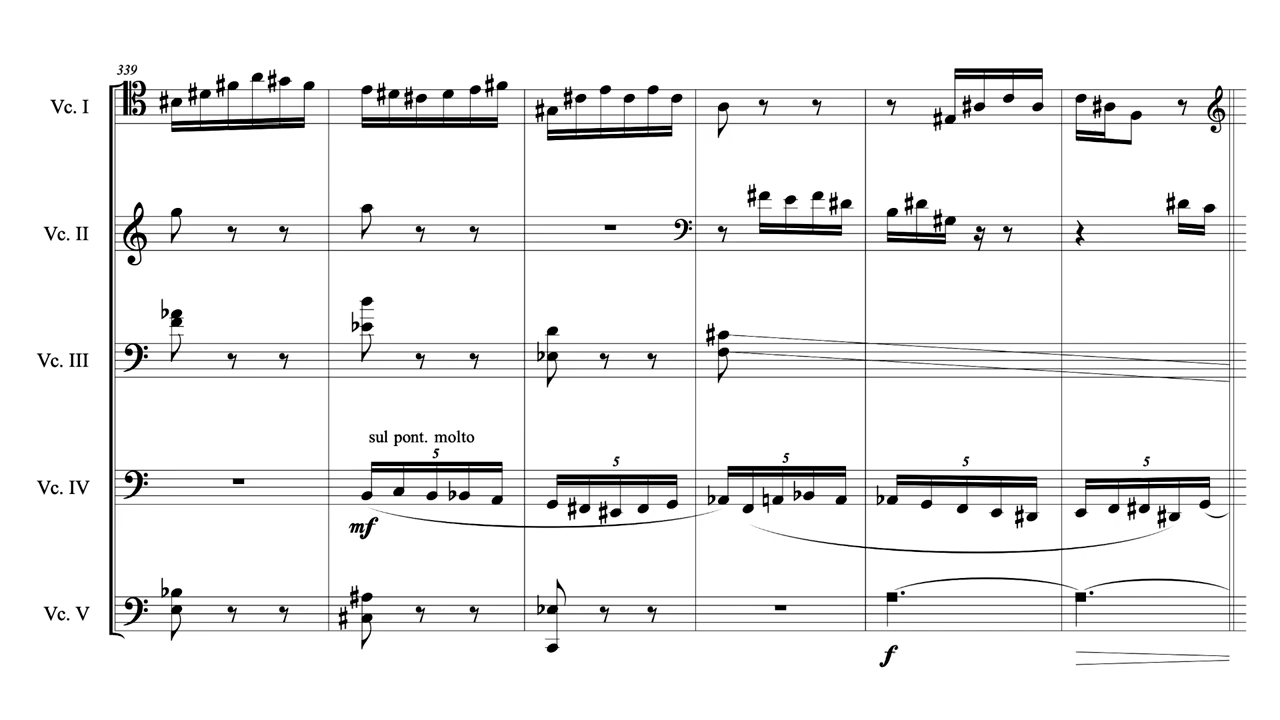 339
Vc. I
Vc. II
Vc. III
sul pont. molto
5 5 5 5 5
Vc. IV
mf
Vc. V
f